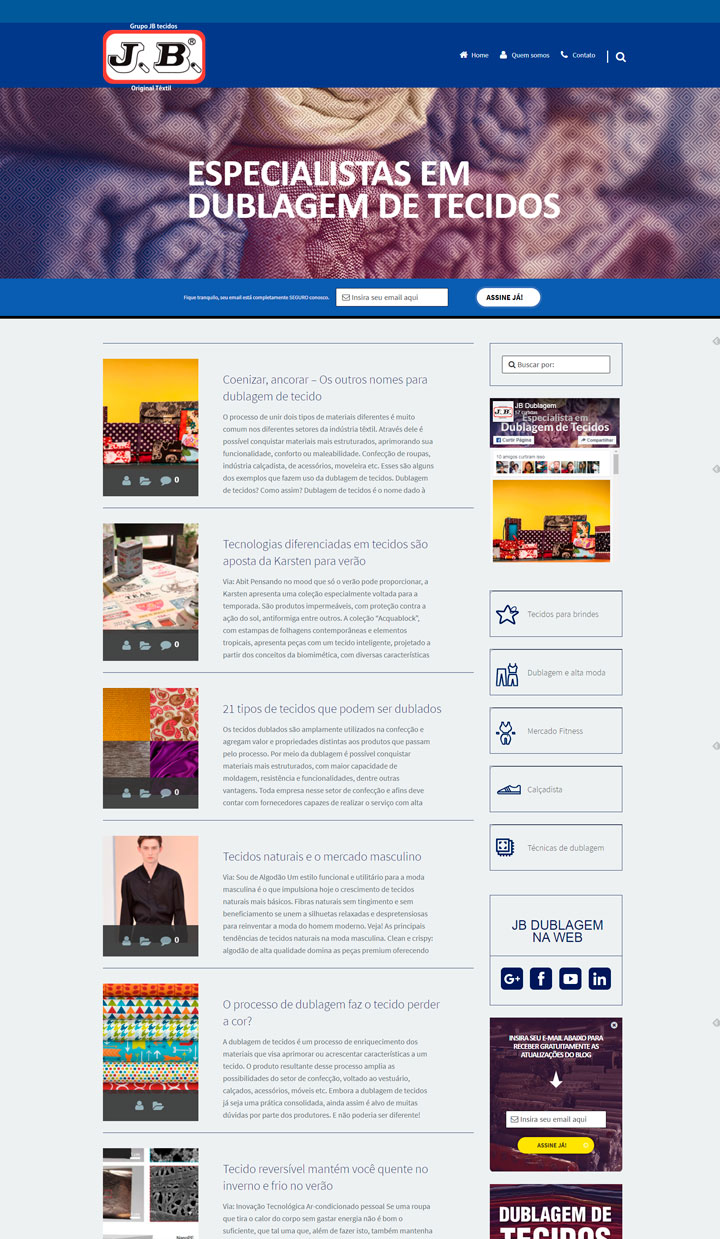 Grupo JB tecidos
J.B.®
Original Têxtil
Home
Quem somos
Contato
ESPECIALISTAS EM
DUBLAGEM DE TECIDOS
Fique tranquilo, seu email está completamente SEGURO conosco.
Insira seu email aqui
ASSINE JÁ!
Coenizar, ancorar – Os outros nomes para
dublagem de tecido
O processo de unir dois tipos de materiais diferentes é muito
comum nos diferentes setores da indústria têxtil. Através dele é
possível conquistar materiais mais estruturados, aprimorando sua
funcionalidade, conforto ou maleabilidade. Confecção de roupas,
indústria calçadista, de acessórios, moveleira etc. Esses são alguns
dos exemplos que fazem uso da dublagem de tecidos. Dublagem
de tecidos? Como assim? Dublagem de tecidos é o nome dado à
0
Tecnologias diferenciadas em tecidos são
aposta da Karsten para verão
Via: Abit Pensando no mood que só o verão pode proporcionar, a
Karsten apresenta uma coleção especialmente voltada para a
temporada. São produtos impermeáveis, com proteção contra a
ação do sol, antiformiga entre outros. A coleção "Acquablock",
com estampas de folhagens contemporâneas e elementos
tropicais, apresenta peças com um tecido inteligente, projetado a
partir dos conceitos da biomimética, com diversas características
0
21 tipos de tecidos que podem ser dublados
Os tecidos dublados são amplamente utilizados na confecção e
agregam valor e propriedades distintas aos produtos que passam
pelo processo. Por meio da dublagem é possível conquistar
materiais mais estruturados, com maior capacidade de
moldagem, resistência e funcionalidades, dentre outras
vantagens. Toda empresa nesse setor de confecção e afins deve
contar com fornecedores capazes de realizar o serviço com alta
0
Tecidos naturais e o mercado masculino
Via: Sou de Algodão Um estilo funcional e utilitário para a moda
masculina é o que impulsiona hoje o crescimento de tecidos
naturais mais básicos. Fibras naturais sem tingimento e sem
beneficiamento se unem a silhuetas relaxadas e despretensiosas
para reinventar a moda do homem moderno. Veja! As principais
tendências de tecidos naturais na moda masculina. Clean e crispy:
algodão de alta qualidade domina as peças premium oferecendo
0
O processo de dublagem faz o tecido perder
a cor?
A dublagem de tecidos é um processo de enriquecimento dos
materiais que visa aprimorar ou acrescentar características a um
tecido. O produto resultante desse processo amplia as
possibilidades do setor de confecção, voltado ao vestuário,
calçados, acessórios, móveis etc. Embora a dublagem de tecidos
já seja uma prática consolidada, ainda assim é alvo de muitas
dúvidas por parte dos produtores. E não poderia ser diferente!
Tecido reversível mantém você quente no
inverno e frio no verão
Via: Inovação Tecnológica Ar-condicionado pessoal Se uma roupa
que tira o calor do corpo sem gastar energia não é bom o
suficiente, que tal uma que, além de fazer isto, também mantenha
NanoPE
Buscar por:
JB Dublagem
57 curtidas
Especialista em
Dublagem de Tecidos
Curtir Página
Compartilhar
10 amigos curtiram isso
Tecidos para brindes
Dublagem e alta moda
Mercado Fitness
Calçadista
Técnicas de dublagem
JB DUBLAGEM
NA WEB
INSIRA SEU E-MAIL ABAIXO PARA
RECEBER GRATUITAMENTE AS
ATUALIZAÇÕES DO BLOG
Insira seu email aqui
ASSINE JÁ!
DUBLAGEM DE
TECIDOS